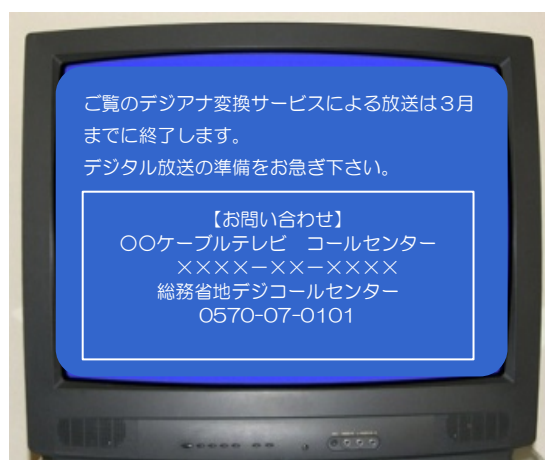 ご覧のデジアナ変換サービスによる放送は３月
までに終了します。
デジタル放送の準備をお急ぎ下さい。
【お問い合わせ】
〇〇ケーブルテレビ　コールセンター
××××－××－××××
総務省地デジコールセンター
0570-07-0101